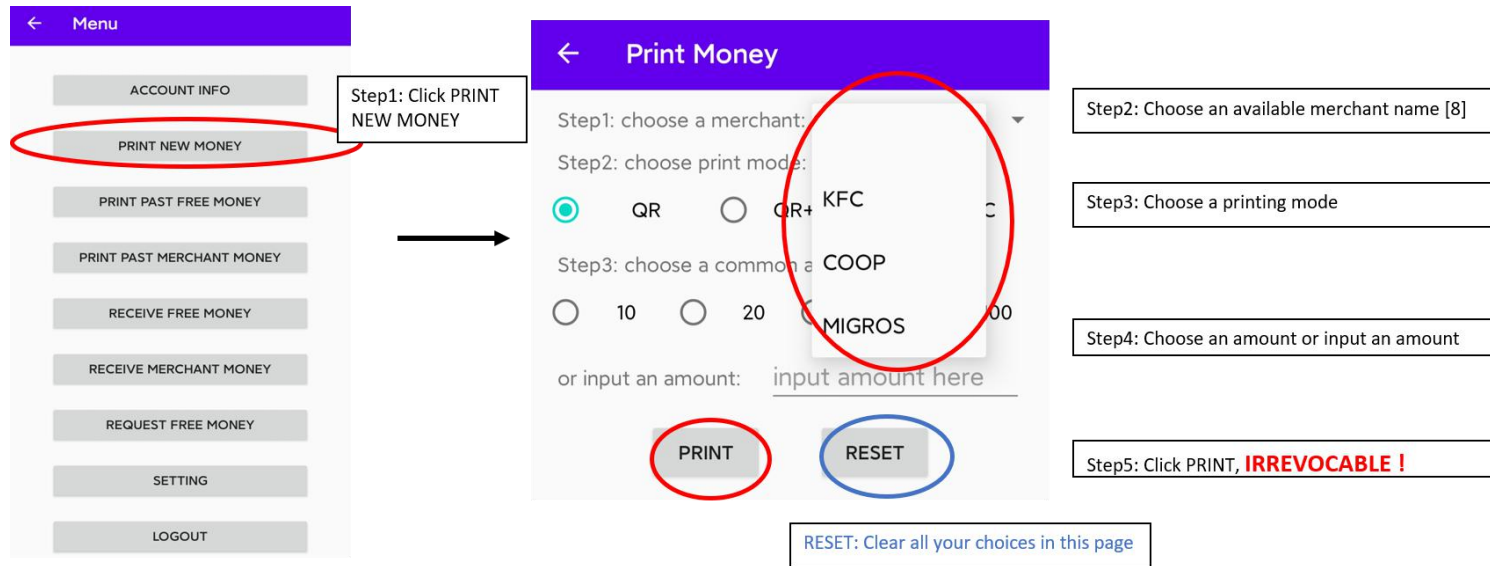 Menu
ACCOUNT INFO
PRINT NEW MONEY
PRINT PAST FREE MONEY
PRINT PAST MERCHANT MONEY
RECEIVE FREE MONEY
RECEIVE MERCHANT MONEY
REQUEST FREE MONEY
SETTING
LOGOUT
Step1: Click PRINT
NEW MONEY
Print Money
Step1: choose a merchant:
Step2: choose print mode:
QR QR+
KFC
COOP
MIGROS
Step3: choose a common
10 20
or input an amount: input amount here
PRINT RESET
Step2: Choose an available merchant name [8]
Step3: Choose a printing mode
Step4: Choose an amount or input an amount
Step5: Click PRINT, IRREVOCABLE !
RESET: Clear all your choices in this page